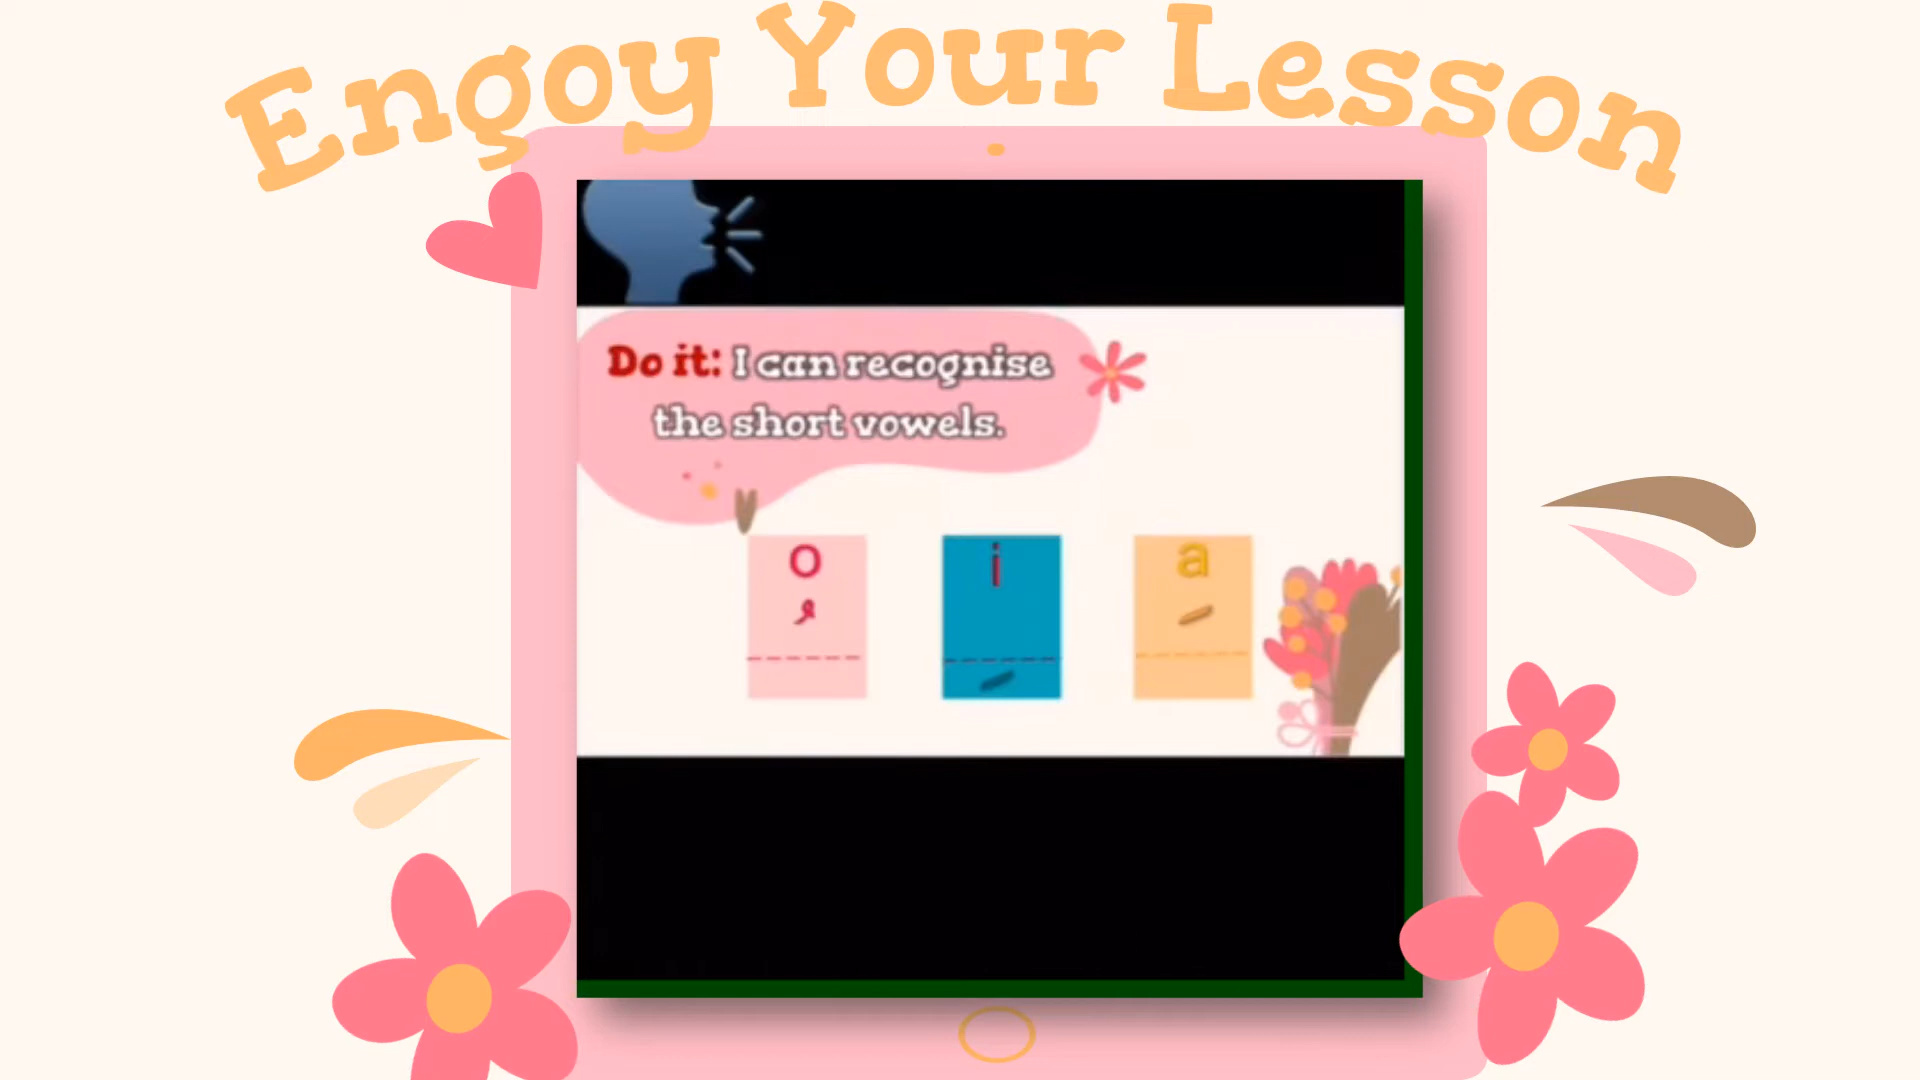 Engoy Your Lesson
Do it: I can recognise
the short vowels.
o i a
ُ ِ َ